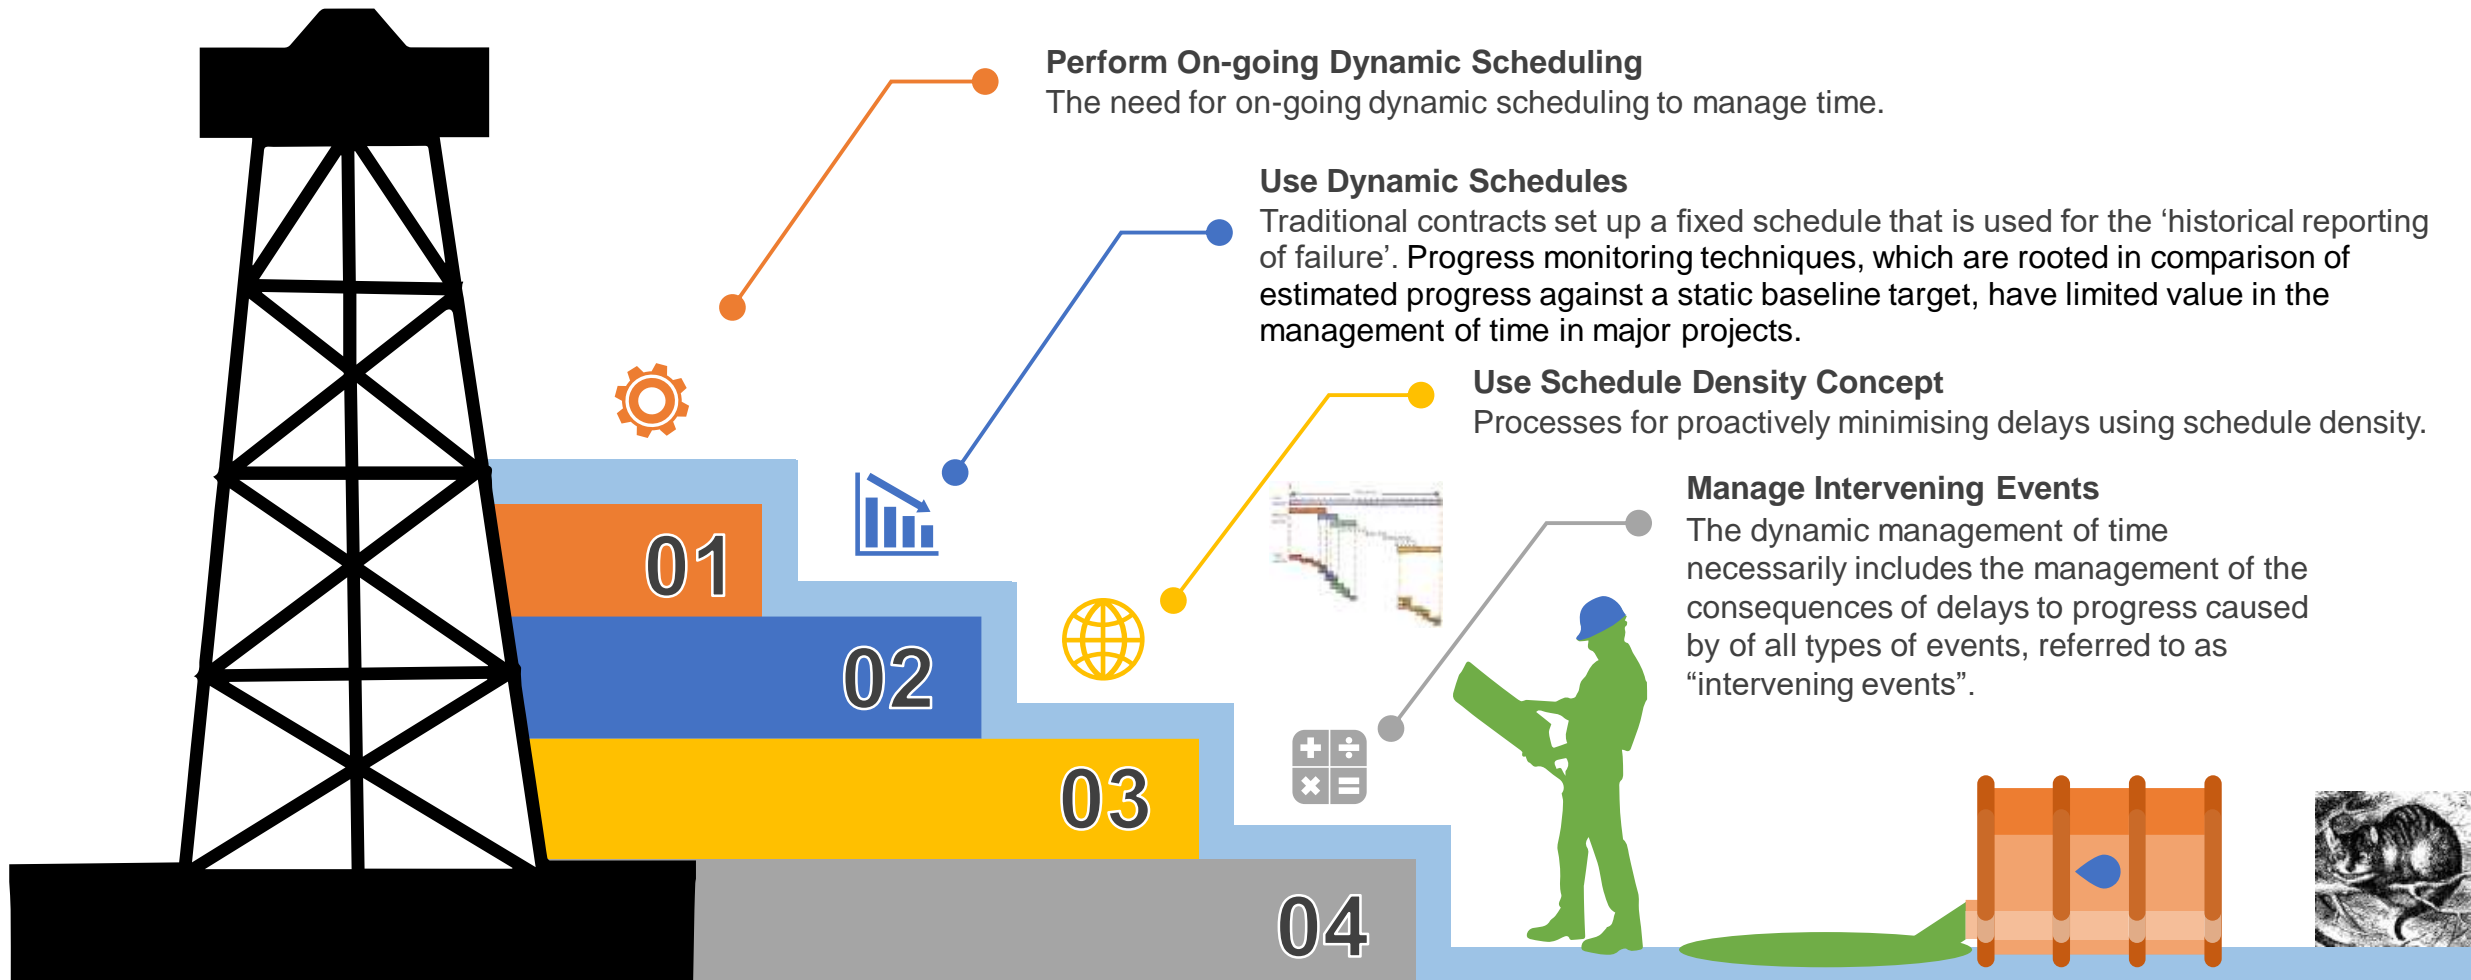 Perform On-going Dynamic Scheduling
The need for on-going dynamic scheduling to manage time.
Use Dynamic Schedules
Traditional contracts set up a fixed schedule that is used for the ‘historical reporting
of failure’. Progress monitoring techniques, which are rooted in comparison of
estimated progress against a static baseline target, have limited value in the
management of time in major projects.
Use Schedule Density Concept
Processes for proactively minimising delays using schedule density.
Manage Intervening Events
The dynamic management of time
necessarily includes the management of the
consequences of delays to progress caused
by of all types of events, referred to as
“intervening events”.
01
02
03
04